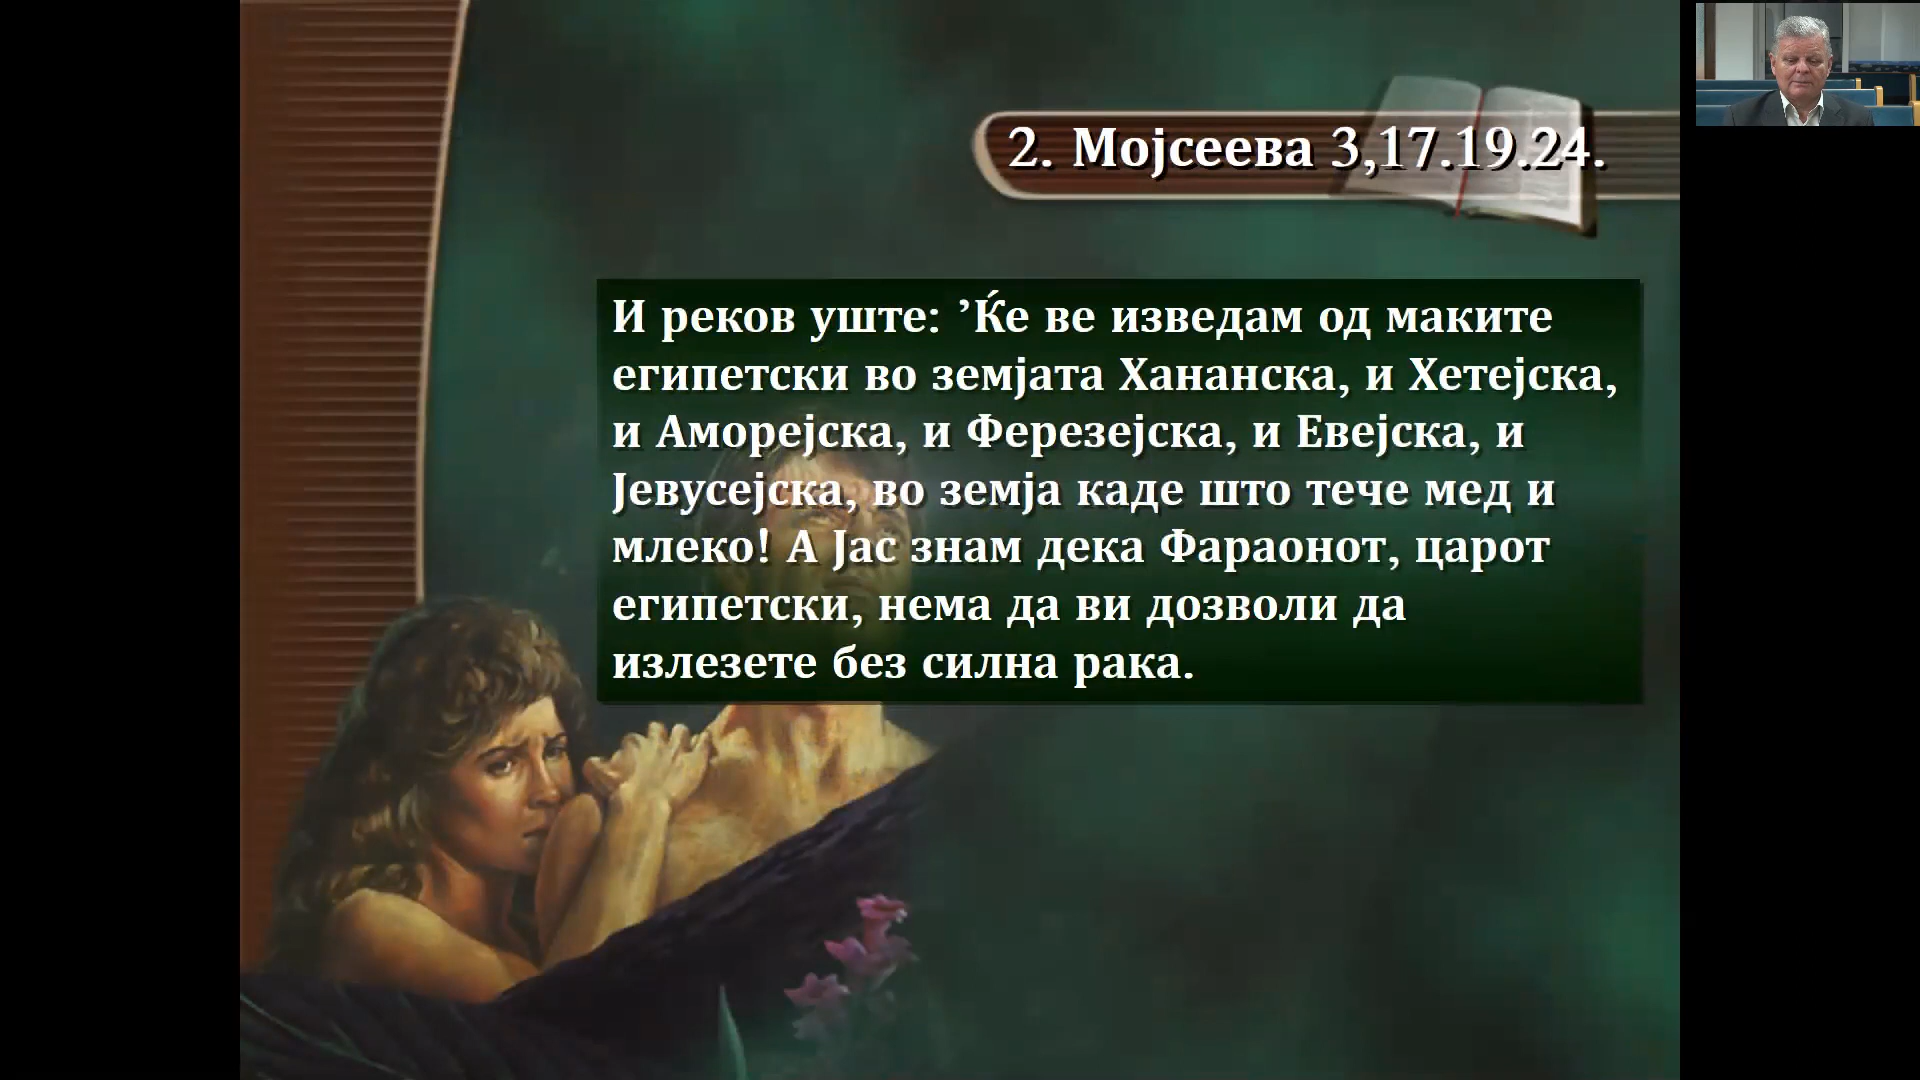 2. Мојсеева 3,17.19.24.
И реков уште: ’Ќе ве изведам од маките
египетски во земјата Хананска, и Хетејска,
и Аморејска, и Ферезејска, и Евејска, и
Јевусејска, во земја каде што тече мед и
млеко! А Јас знам дека Фараонот, царот
египетски, нема да ви дозволи да
излезете без силна рака.